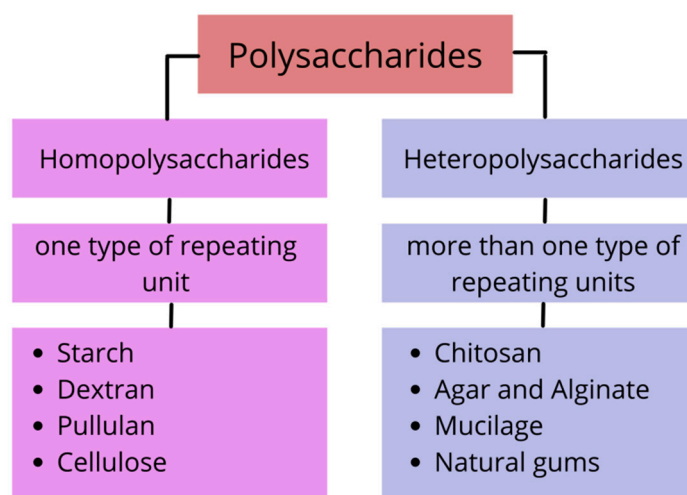 Polysaccharides
Homopolysaccharides
one type of repeating
unit
• Starch
• Dextran
• Pullulan
• Cellulose
Heteropolysaccharides
more than one type of
repeating units
• Chitosan
• Agar and Alginate
• Mucilage
• Natural gums